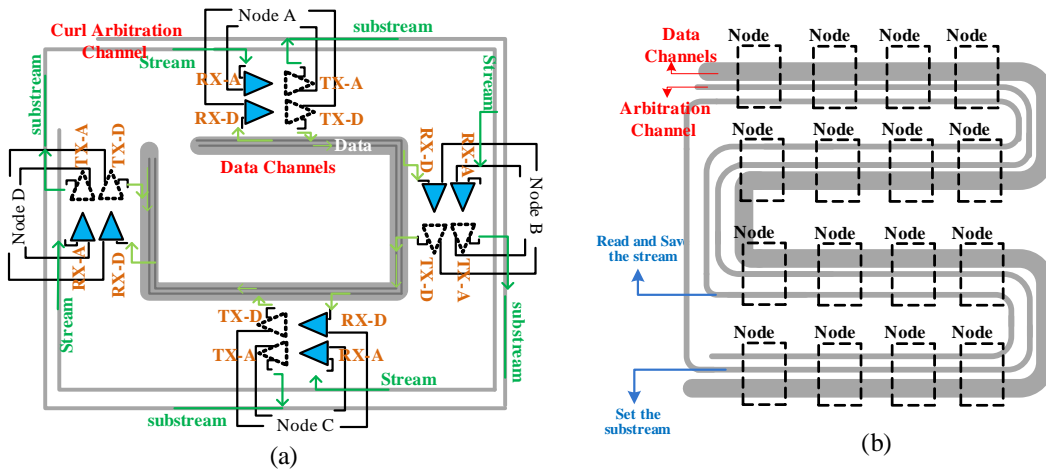 Node A
substream
Curl Arbitration
Channel
Stream
RX-A
TX-A
RX-D
TX-D
Data
Data Channels
Stream
substream
TX-A
TX-D
Node D
RX-A
RX-D
Stream
RX-D
RX-A
Node B
TX-D
TX-A
substream
TX-D
RX-D
TX-A
RX-A
Stream
substream
Node C
(a)
Data
Channels
Arbitration
Channel
Node
Node
Node
Node
Node
Node
Node
Node
Read and Save
the stream
Node
Node
Node
Node
Node
Node
Node
Node
Set the
substream
(b)